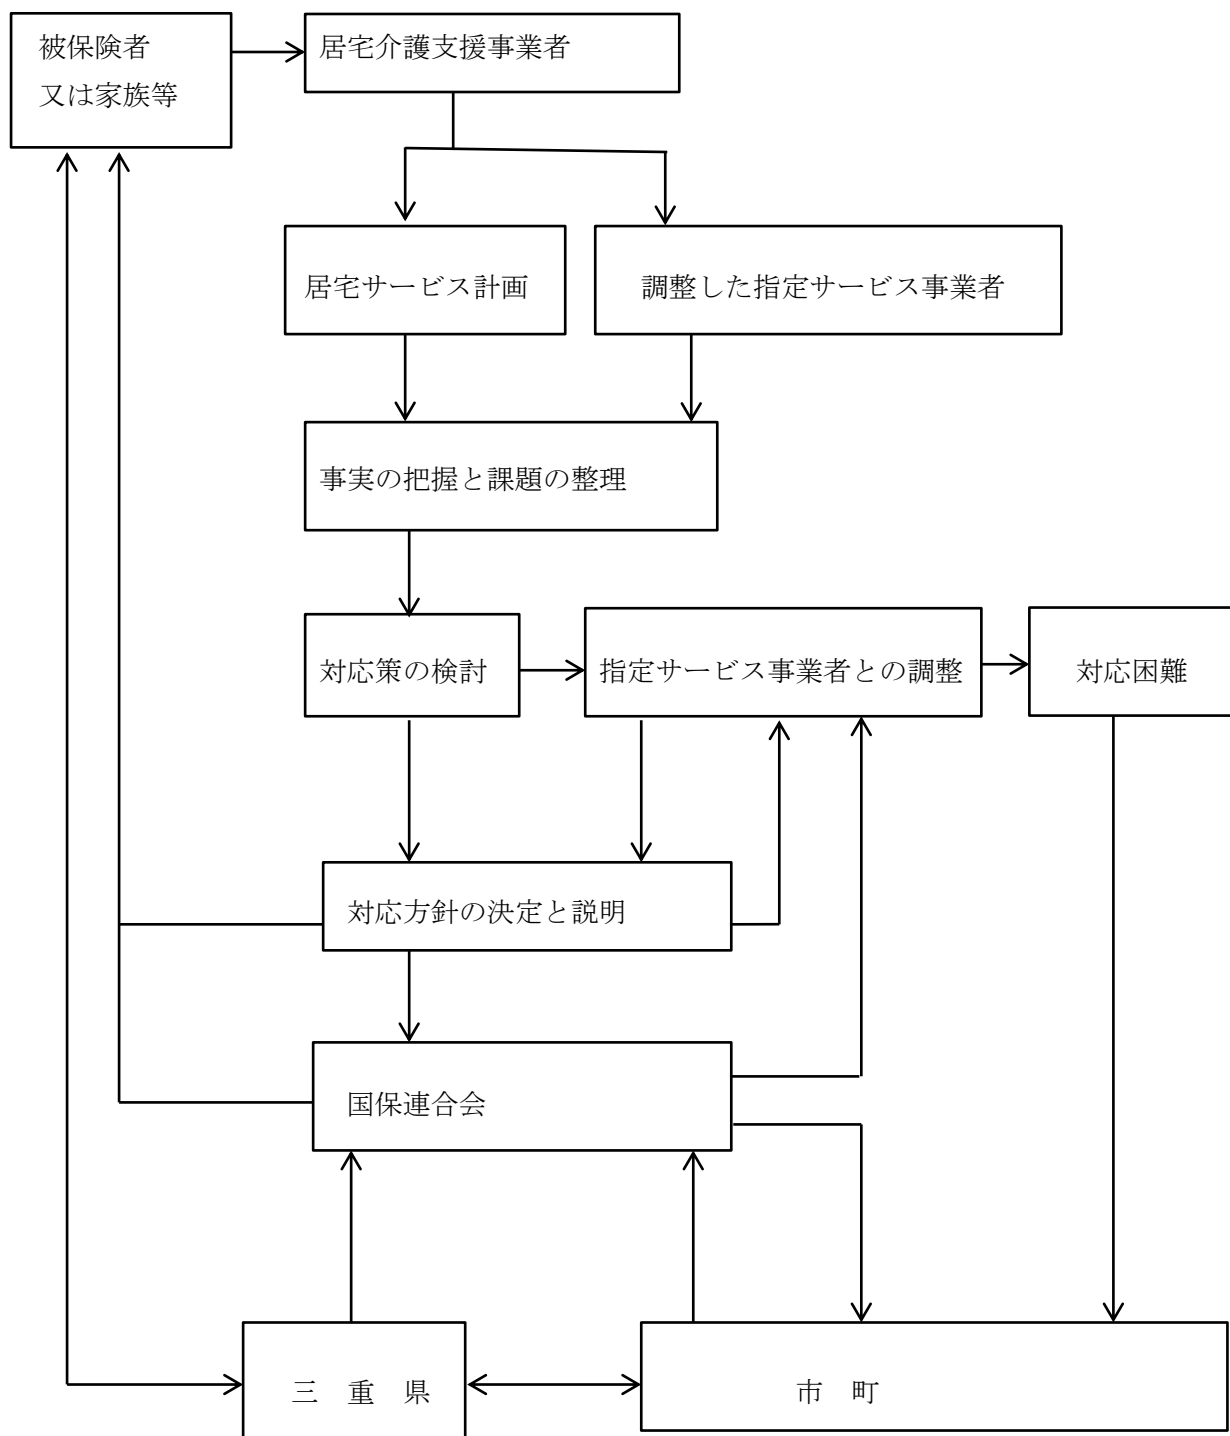 被保険者
又は家族等
居宅介護支援事業者
居宅サービス計画
調整した指定サービス事業者
事実の把握と課題の整理
対応策の検討
指定サービス事業者との調整
対応困難
対応方針の決定と説明
国保連合会
三　重　県
市　町